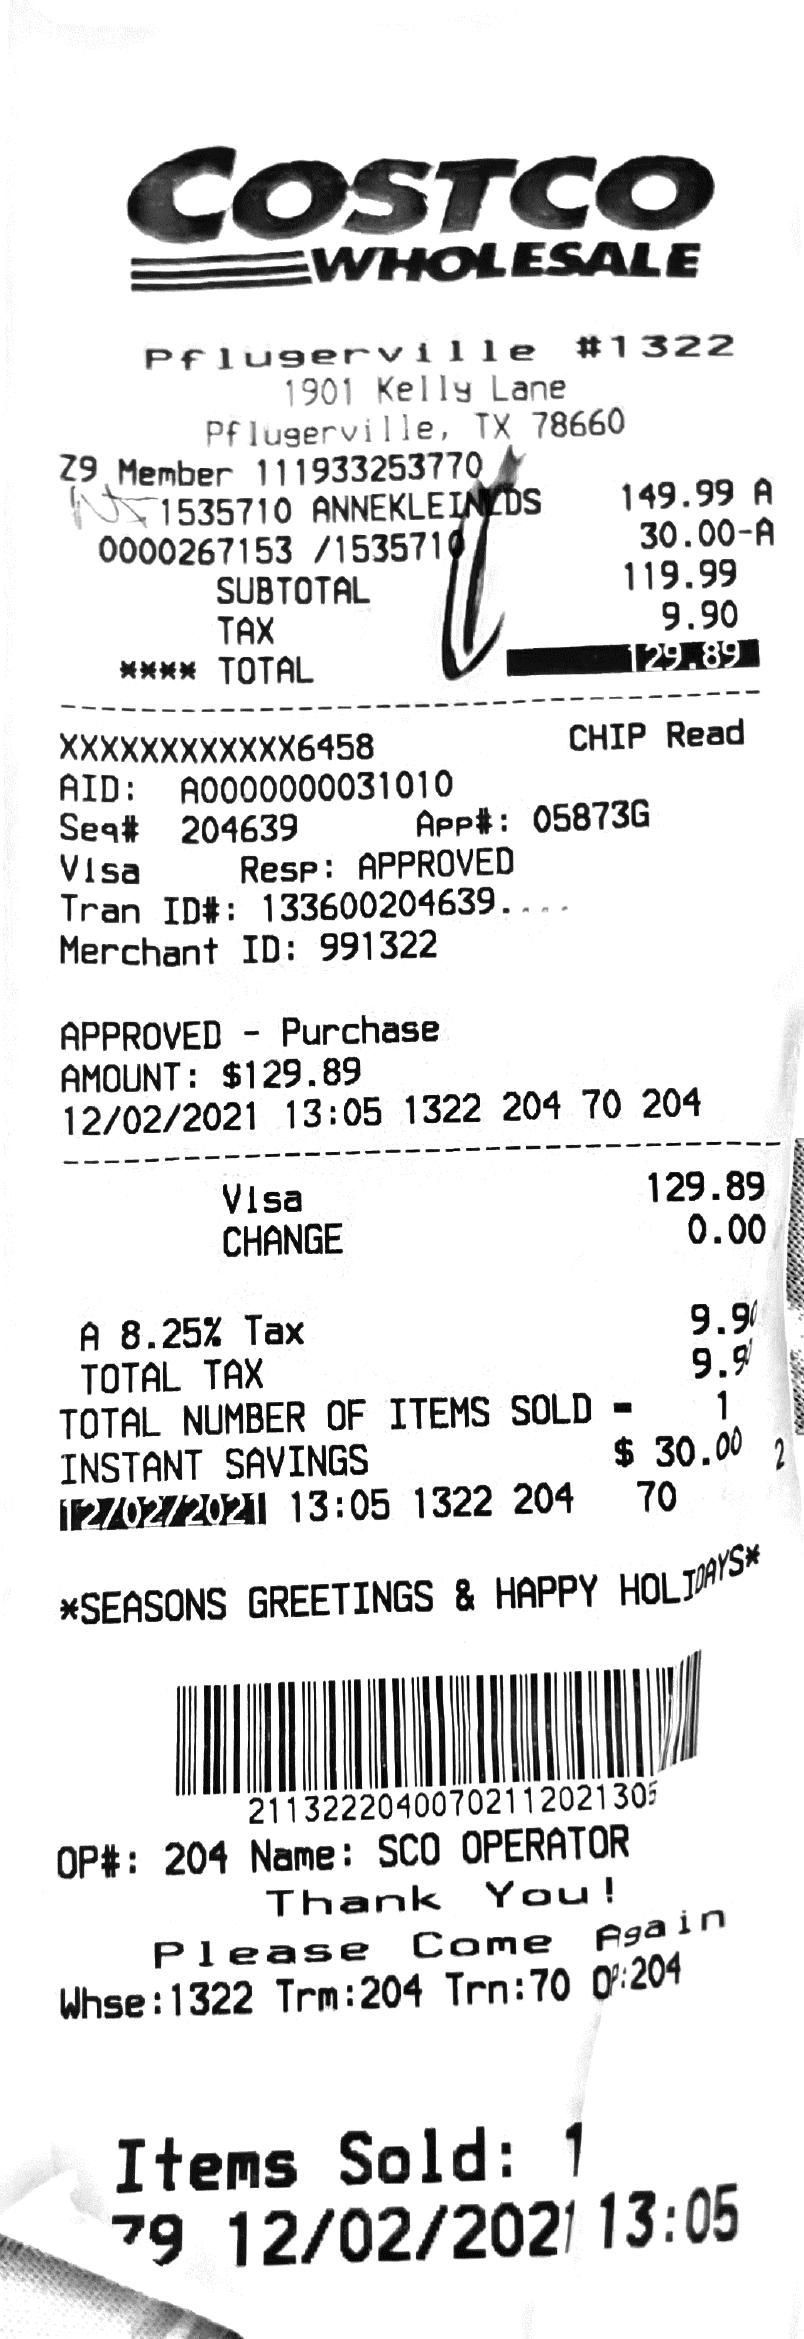 COSTCO
WHOLESALE
Pflugerville #1322
1901 Kelly Lane
Pflugerville, TX 78660
Z9 Member 111933253770
1535710 ANNEKLEINLDS 149.99 A
0000267153 /1535710 30.00-A
SUBTOTAL 119.99
TAX 9.90
**** TOTAL 129.89
XXXXXXXXXXXX6458 CHIP Read
AID: A0000000031010
Seq# 204639 App#: 05873G
Visa Resp: APPROVED
Tran ID#: 133600204639....
Merchant ID: 991322
APPROVED - Purchase
AMOUNT: $129.89
12/02/2021 13:05 1322 204 70 204
Visa 129.89
CHANGE 0.00
A 8.25% Tax 9.90
TOTAL TAX 9.9
TOTAL NUMBER OF ITEMS SOLD = 1
INSTANT SAVINGS $ 30.00 2
12/02/2021 13:05 1322 204 70
*SEASONS GREETINGS & HAPPY HOLIDAYS*
21132220400702112021305
OP#: 204 Name: SCO OPERATOR
Thank You!
Please Come Again
Whse:1322 Trm:204 Trn:70 OP:204
Items Sold: 1
Z9 12/02/2021 13:05